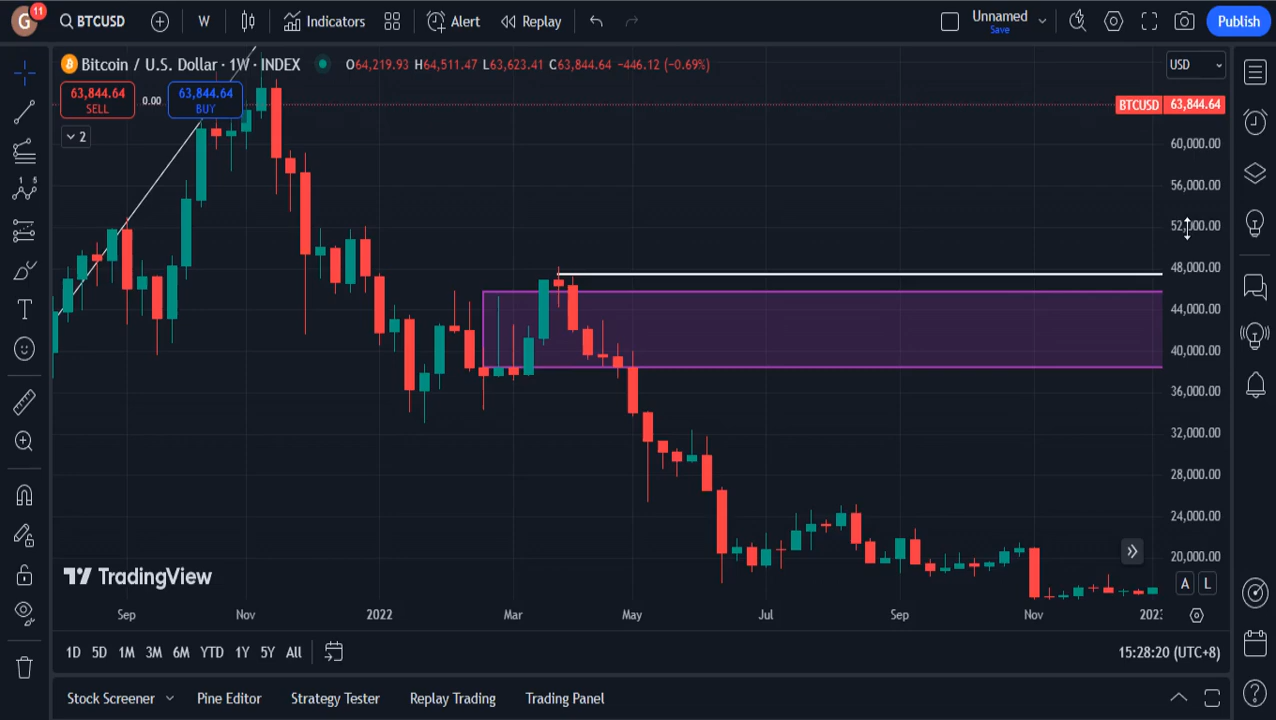 G 11 BTCUSD W Indicators Alert Replay Unnamed Save Publish
Bitcoin / U.S. Dollar · 1W · INDEX O64,219.93 H64,511.47 L63,623.41 C63,844.64 −446.12 (−0.69%) USD
63,844.64 SELL 0.00 63,844.64 BUY
BTCUSD 63,844.64
2
60,000.00
56,000.00
52,000.00
48,000.00
44,000.00
40,000.00
36,000.00
32,000.00
28,000.00
24,000.00
20,000.00
TradingView
A L
Sep Nov 2022 Mar May Jul Sep Nov
1D 5D 1M 3M 6M YTD 1Y 5Y All 15:28:20 (UTC+8)
Stock Screener Pine Editor Strategy Tester Replay Trading Trading Panel